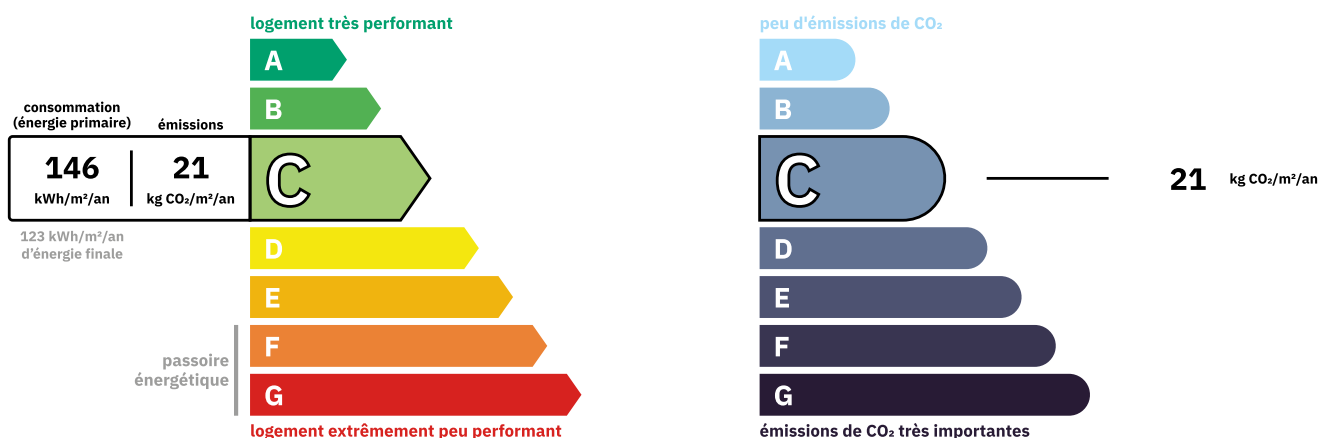 logement très performant
A
B
consommation
(énergie primaire)
émissions
146
kWh/m²/an
21
kg CO₂/m²/an
C
123 kWh/m²/an
d'énergie finale
D
E
F
passoire
énergétique
G
logement extrêmement peu performant
peu d'émissions de CO₂
A
B
C
21 kg CO₂/m²/an
D
E
F
G
émissions de CO₂ très importantes